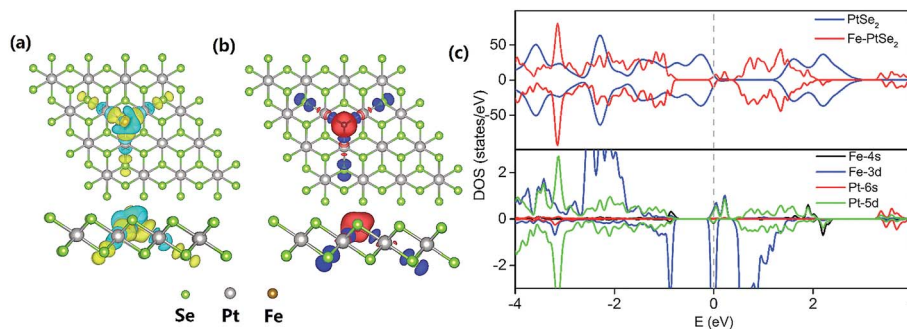 (a)
(b)
(c)
Se
Pt
Fe
DOS (states/eV)
50
0
-50
PtSe₂
Fe-PtSe₂
2
0
-2
Fe-4s
Fe-3d
Pt-6s
Pt-5d
-4
-2
0
2
E (eV)